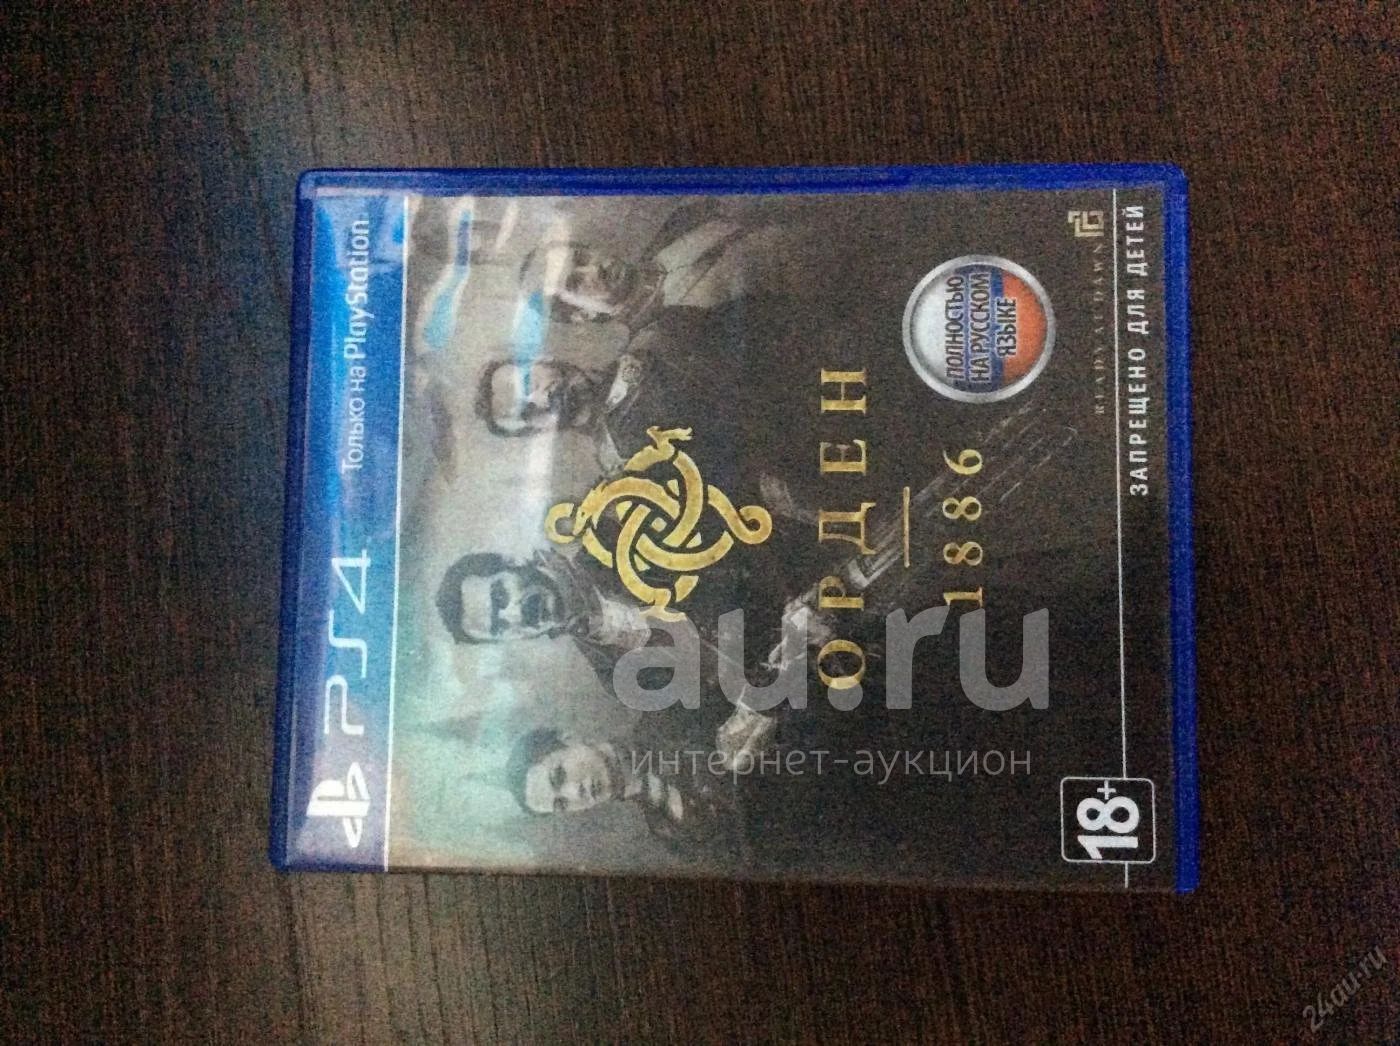 PS4
Только на PlayStation
ОРДЕН
1886
ПОЛНОСТЬЮ
НА РУССКОМ
ЯЗЫКЕ
READY AT DAWN
18+
ЗАПРЕЩЕНО ДЛЯ ДЕТЕЙ
au.ru
интернет-аукцион
24au.ru